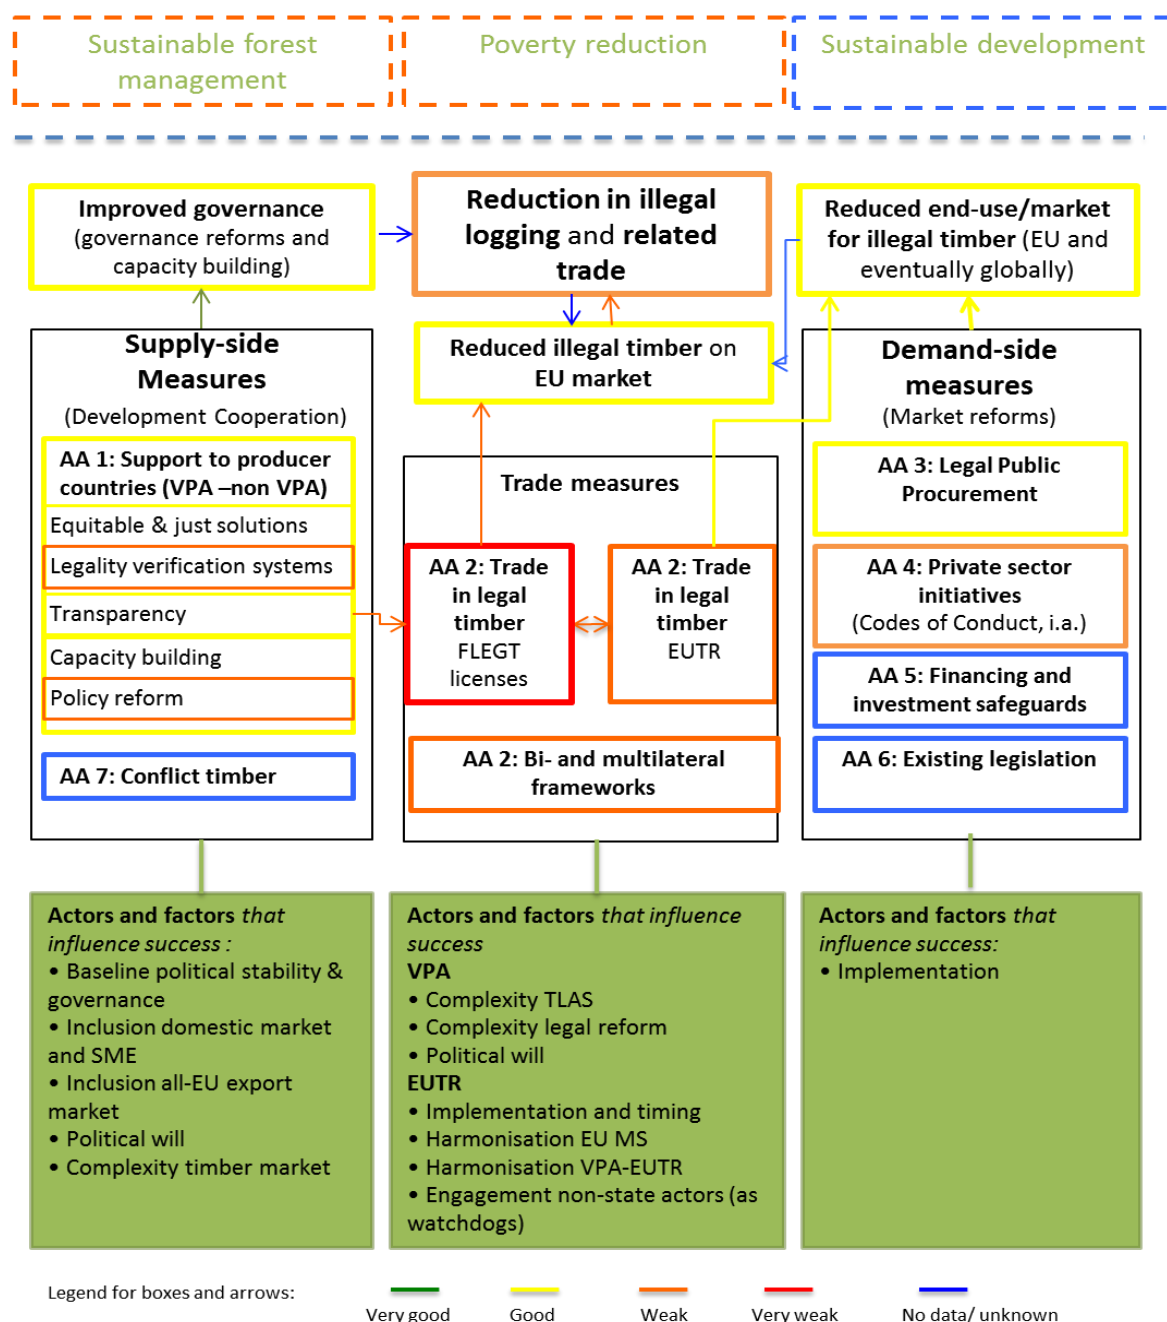 Sustainable forest
management
Poverty reduction
Sustainable development
Improved governance
(governance reforms and
capacity building)
Reduction in illegal
logging and related
trade
Reduced end-use/market
for illegal timber (EU and
eventually globally)
Reduced illegal timber on
EU market
Supply-side
Measures
(Development Cooperation)
AA 1: Support to producer
countries (VPA –non VPA)
Equitable & just solutions
Legality verification systems
Transparency
Capacity building
Policy reform
AA 7: Conflict timber
Trade measures
AA 2: Trade
in legal
timber
FLEGT
licenses
AA 2: Trade
in legal
timber
EUTR
AA 2: Bi- and multilateral
frameworks
Demand-side
measures
(Market reforms)
AA 3: Legal Public
Procurement
AA 4: Private sector
initiatives
(Codes of Conduct, i.a.)
AA 5: Financing and
investment safeguards
AA 6: Existing legislation
Actors and factors that
influence success :
• Baseline political stability &
governance
• Inclusion domestic market
and SME
• Inclusion all-EU export
market
• Political will
• Complexity timber market
Actors and factors that influence
success
VPA
• Complexity TLAS
• Complexity legal reform
• Political will
EUTR
• Implementation and timing
• Harmonisation EU MS
• Harmonisation VPA-EUTR
• Engagement non-state actors (as
watchdogs)
Actors and factors that
influence success:
• Implementation
Legend for boxes and arrows:
Very good
Good
Weak
Very weak
No data/ unknown